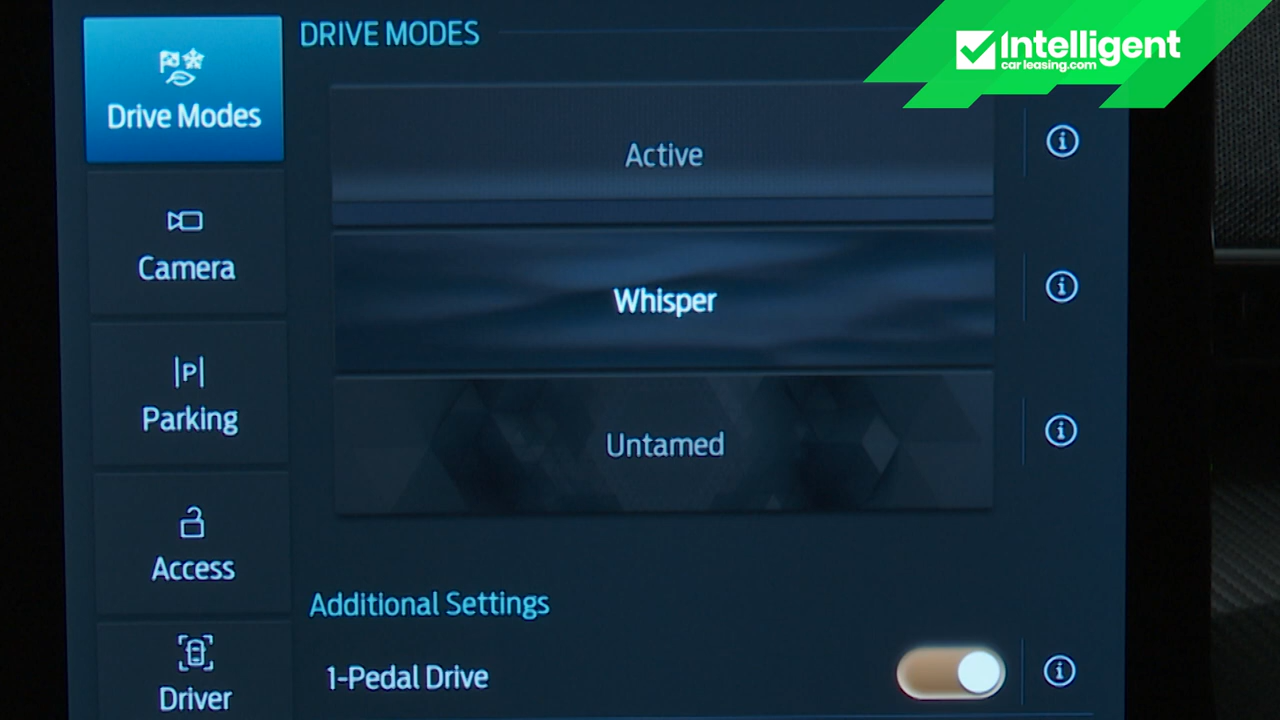 DRIVE MODES
Intelligent
carleasing.com
Drive Modes
Active
Camera
Whisper
Parking
Untamed
Access
Additional Settings
1-Pedal Drive
Driver